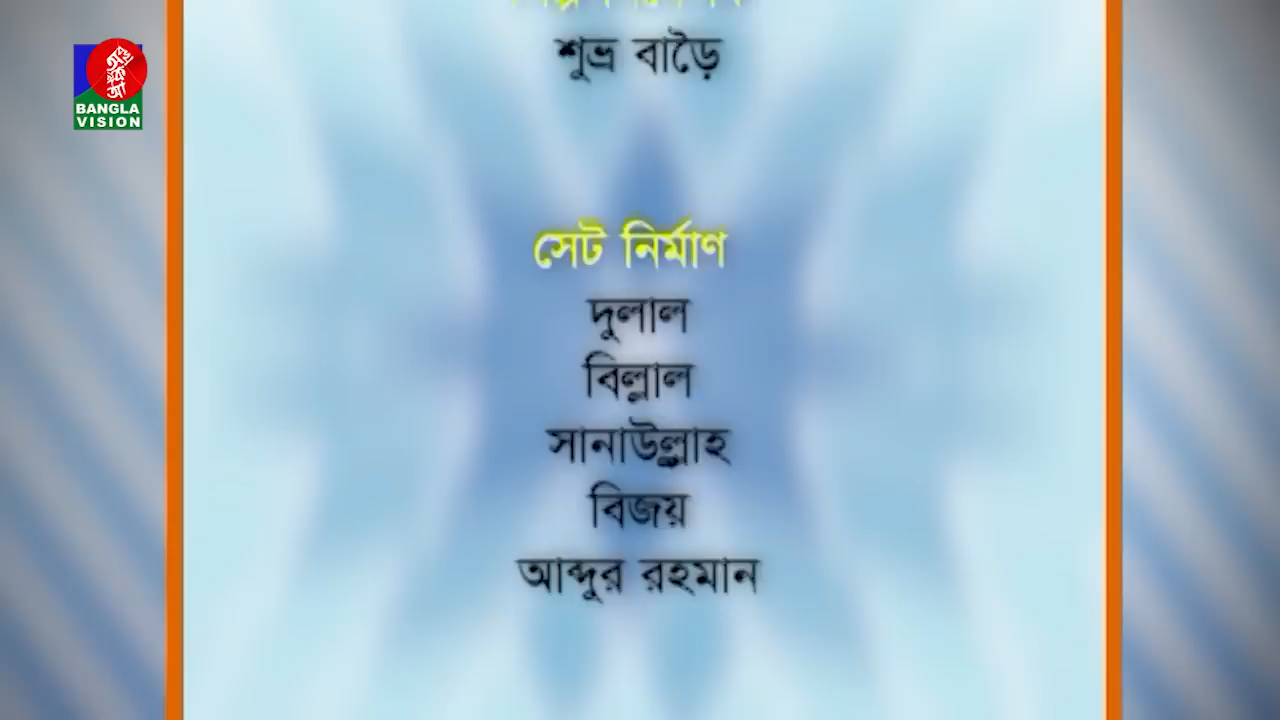 শুভ্র বাড়ৈ
BANGLA
VISION
সেট নির্মাণ
দুলাল
বিল্লাল
সানাউল্লাহ
বিজয়
আব্দুর রহমান